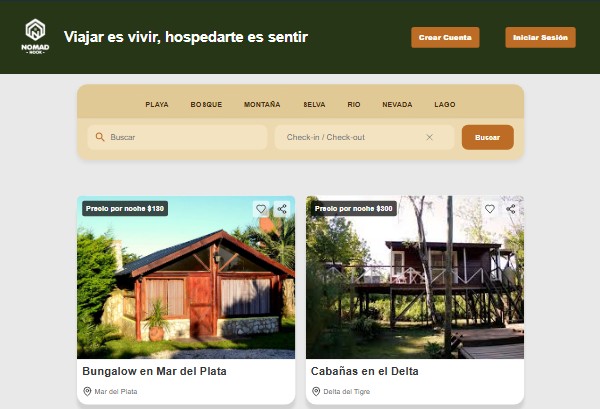 NOMAD
- NOOK -
Viajar es vivir, hospedarte es sentir
Crear Cuenta
Iniciar Sesión
PLAYA BOSQUE MONTAÑA SELVA RIO NEVADA LAGO
Buscar
Check-in / Check-out
Buscar
Precio por noche $180
Precio por noche $300
Bungalow en Mar del Plata
Mar del Plata
Cabañas en el Delta
Delta del Tigre